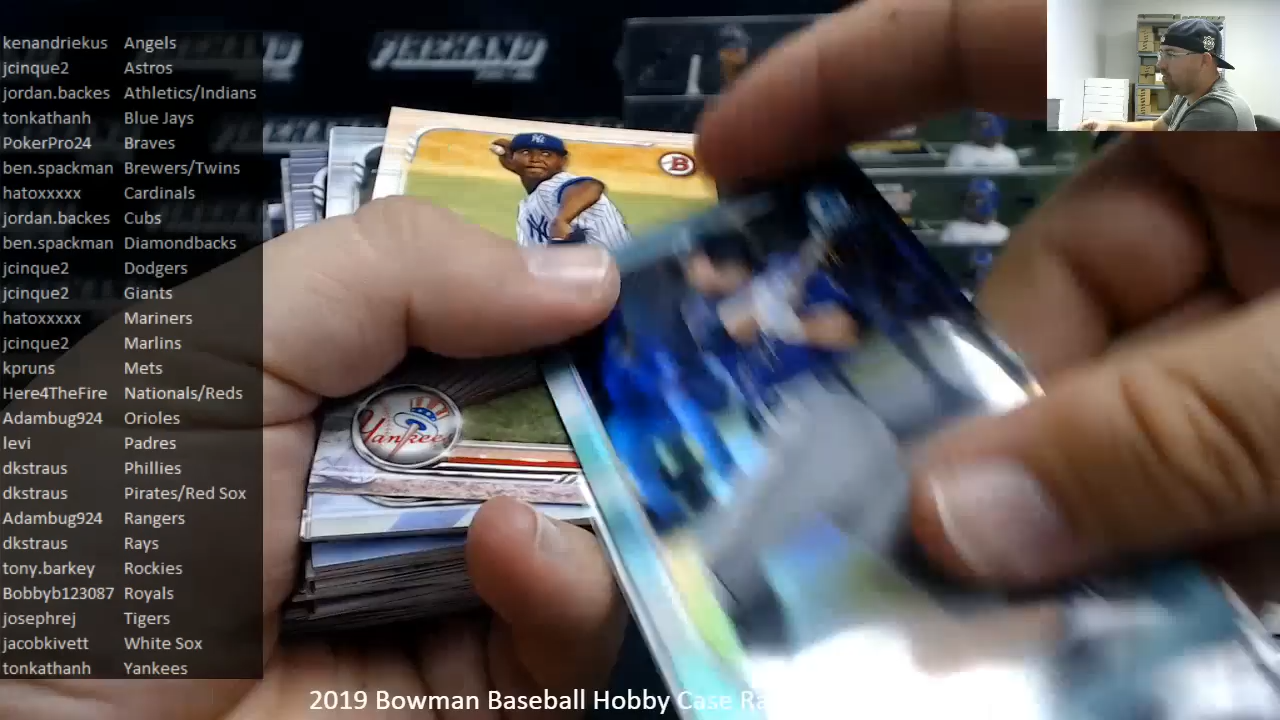 kenandriekus Angels
jcinque2 Astros
jordan.backes Athletics/Indians
tonkathanh Blue Jays
PokerPro24 Braves
ben.spackman Brewers/Twins
hatoxxxxx Cardinals
jordan.backes Cubs
ben.spackman Diamondbacks
jcinque2 Dodgers
jcinque2 Giants
hatoxxxxx Mariners
jcinque2 Marlins
kpruns Mets
Here4TheFire Nationals/Reds
Adambug924 Orioles
levi Padres
dkstraus Phillies
dkstraus Pirates/Red Sox
Adambug924 Rangers
dkstraus Rays
tony.barkey Rockies
Bobbyb123087 Royals
josephrej Tigers
jacobkivett White Sox
tonkathanh Yankees
B
NY
Yankees
2019 Bowman Baseball Hobby Case Ra